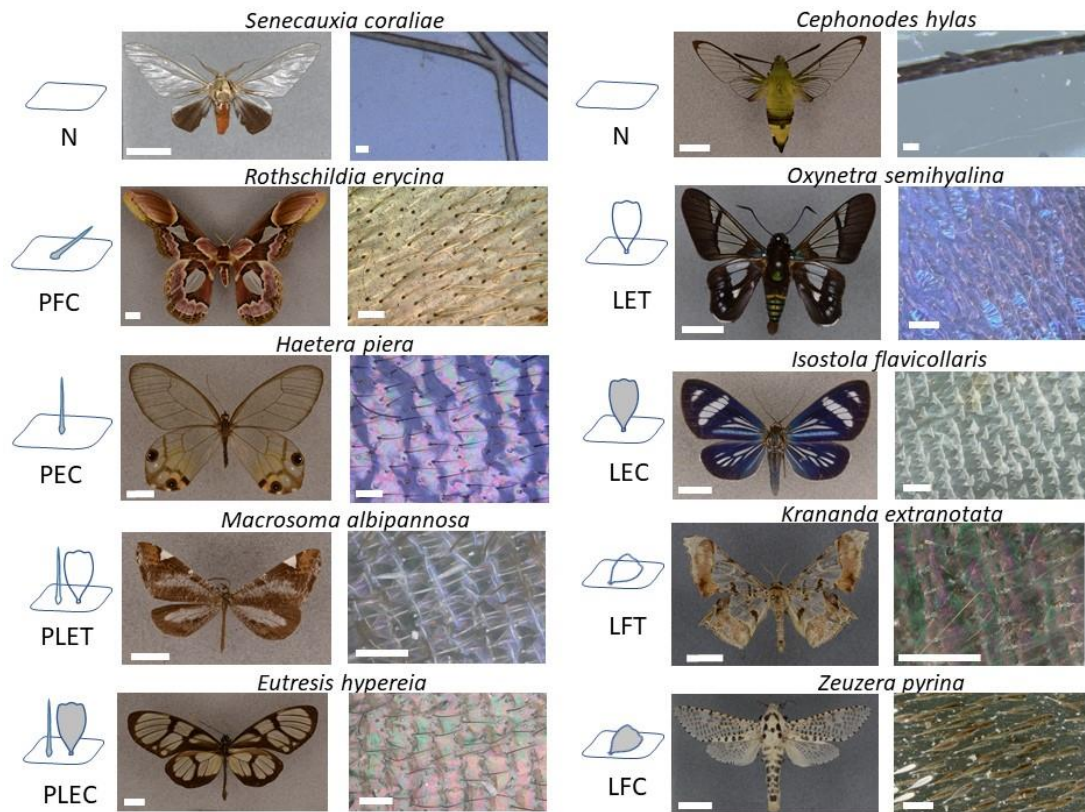 Senecauxia coraliae
N
Rothschildia erycina
PFC
Haetera piera
PEC
Macrosoma albipannosa
PLET
Eutresis hypereia
PLEC
Cephonodes hylas
N
Oxynetra semihyalina
LET
Isostola flavicollaris
LEC
Krananda extranotata
LFT
Zeuzera pyrina
LFC